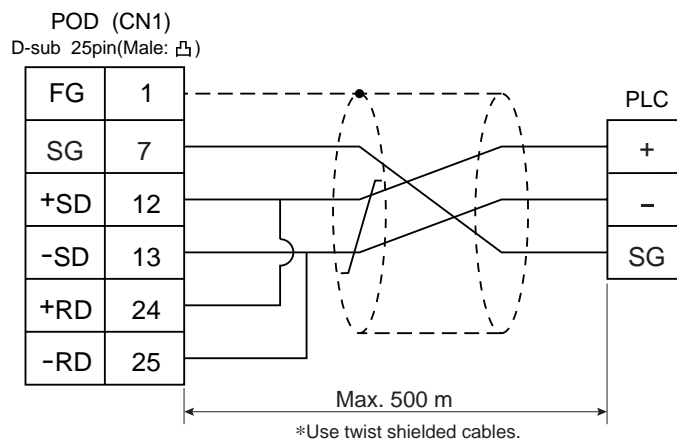 POD (CN1)
D-sub 25pin(Male: 凸)
PLC
FG 1
SG 7 +
+SD 12 −
-SD 13 SG
+RD 24
-RD 25
Max. 500 m
*Use twist shielded cables.